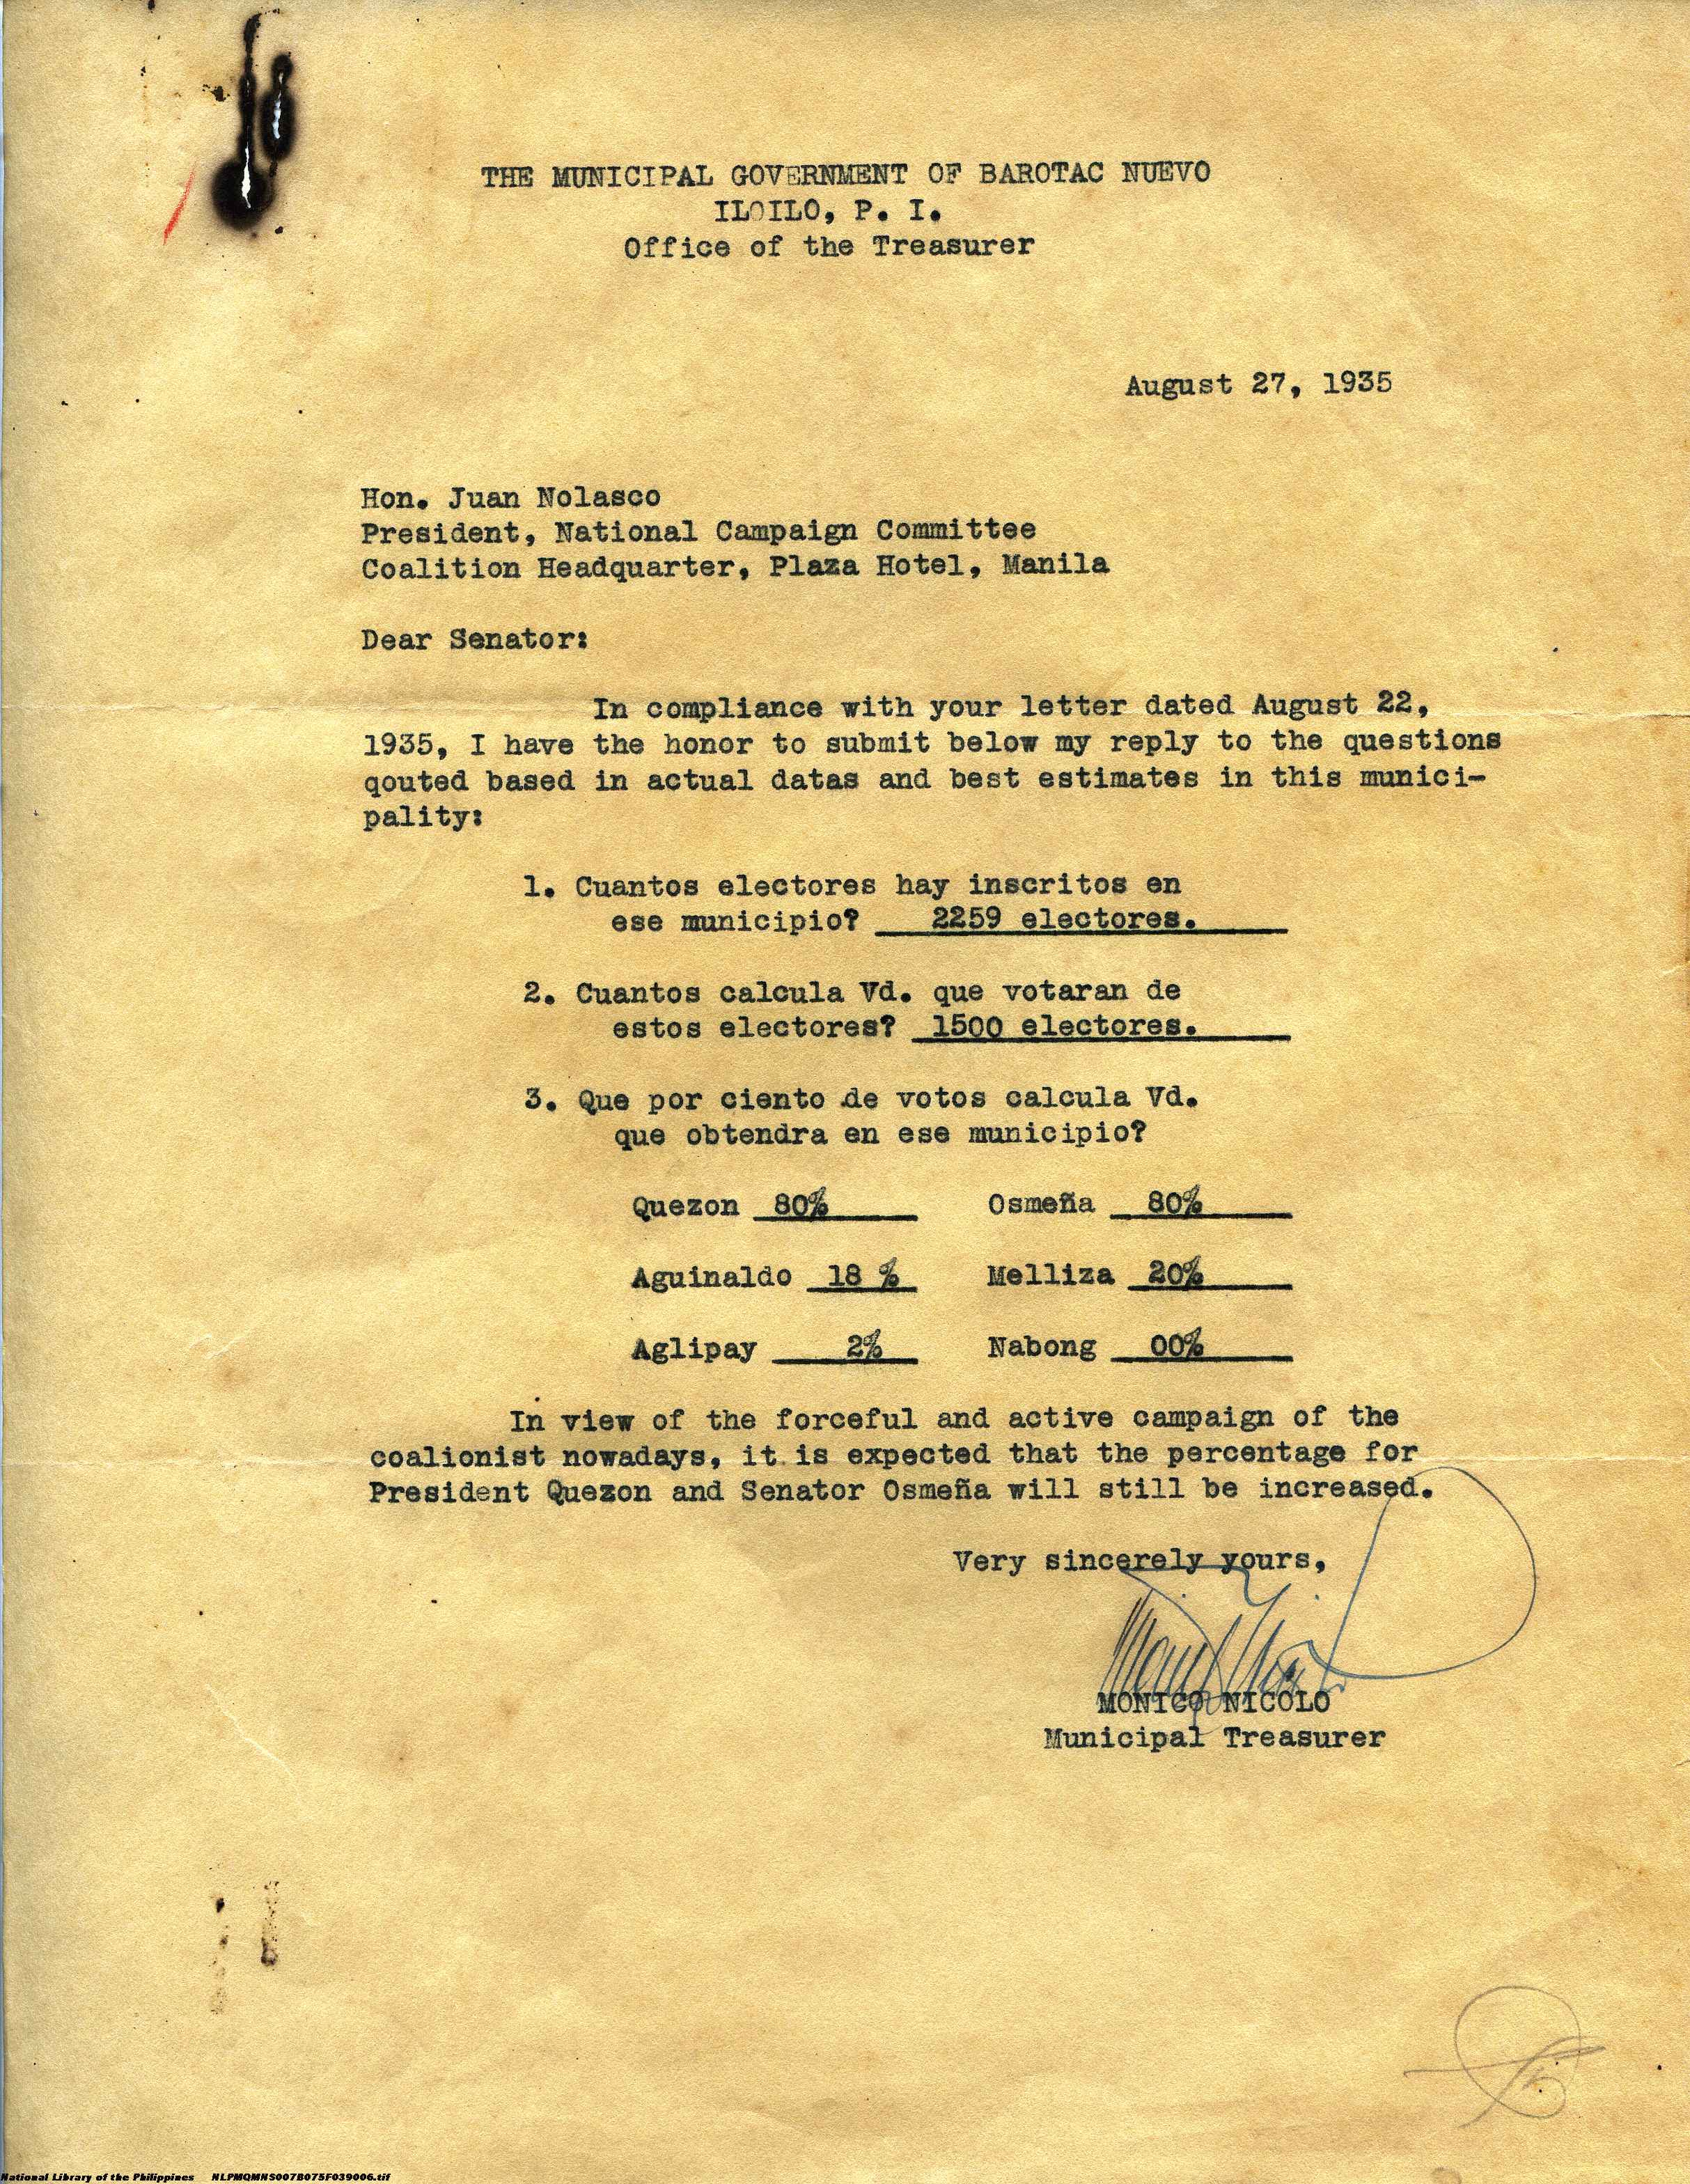 THE MUNICIPAL GOVERNMENT OF BAROTAC NUEVO
ILOILO, P. I.
Office of the Treasurer
August 27, 1935
Hon. Juan Nolasco
President, National Campaign Committee
Coalition Headquarter, Plaza Hotel, Manila
Dear Senator:
In compliance with your letter dated August 22,
1935, I have the honor to submit below my reply to the questions
qouted based in actual datas and best estimates in this munici-
pality:
1. Cuantos electores hay inscritos en
ese municipio? 2259 electores.
2. Cuantos calcula Vd. que votaran de
estos electores? 1500 electores.
3. Que por ciento de votos calcula Vd.
que obtendra en ese municipio?
Quezon 80% Osmeña 80%
Aguinaldo 18 % Melliza 20%
Aglipay 2% Nabong 00%
In view of the forceful and active campaign of the
coalionist nowadays, it is expected that the percentage for
President Quezon and Senator Osmeña will still be increased.
Very sincerely yours,
MONICO NICOLO
Municipal Treasurer
National Library of the Philippines NLPMQMNS007B075F039006.tif